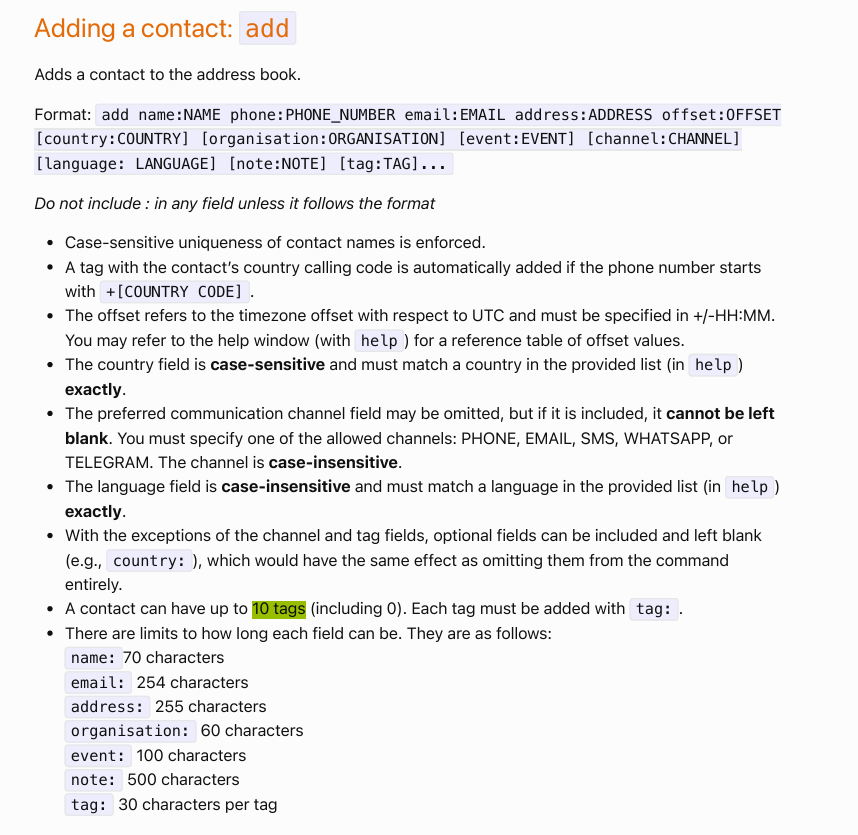 Adding a contact: add
Adds a contact to the address book.
Format: add name:NAME phone:PHONE_NUMBER email:EMAIL address:ADDRESS offset:OFFSET
[country:COUNTRY] [organisation:ORGANISATION] [event:EVENT] [channel:CHANNEL]
[language: LANGUAGE] [note:NOTE] [tag:TAG]...
Do not include : in any field unless it follows the format
• Case-sensitive uniqueness of contact names is enforced.
• A tag with the contact’s country calling code is automatically added if the phone number starts
with +[COUNTRY CODE] .
• The offset refers to the timezone offset with respect to UTC and must be specified in +/-HH:MM.
You may refer to the help window (with help ) for a reference table of offset values.
• The country field is case-sensitive and must match a country in the provided list (in help )
exactly.
• The preferred communication channel field may be omitted, but if it is included, it cannot be left
blank. You must specify one of the allowed channels: PHONE, EMAIL, SMS, WHATSAPP, or
TELEGRAM. The channel is case-insensitive.
• The language field is case-insensitive and must match a language in the provided list (in help )
exactly.
• With the exceptions of the channel and tag fields, optional fields can be included and left blank
(e.g., country: ), which would have the same effect as omitting them from the command
entirely.
• A contact can have up to 10 tags (including 0). Each tag must be added with tag: .
• There are limits to how long each field can be. They are as follows:
name: 70 characters
email: 254 characters
address: 255 characters
organisation: 60 characters
event: 100 characters
note: 500 characters
tag: 30 characters per tag